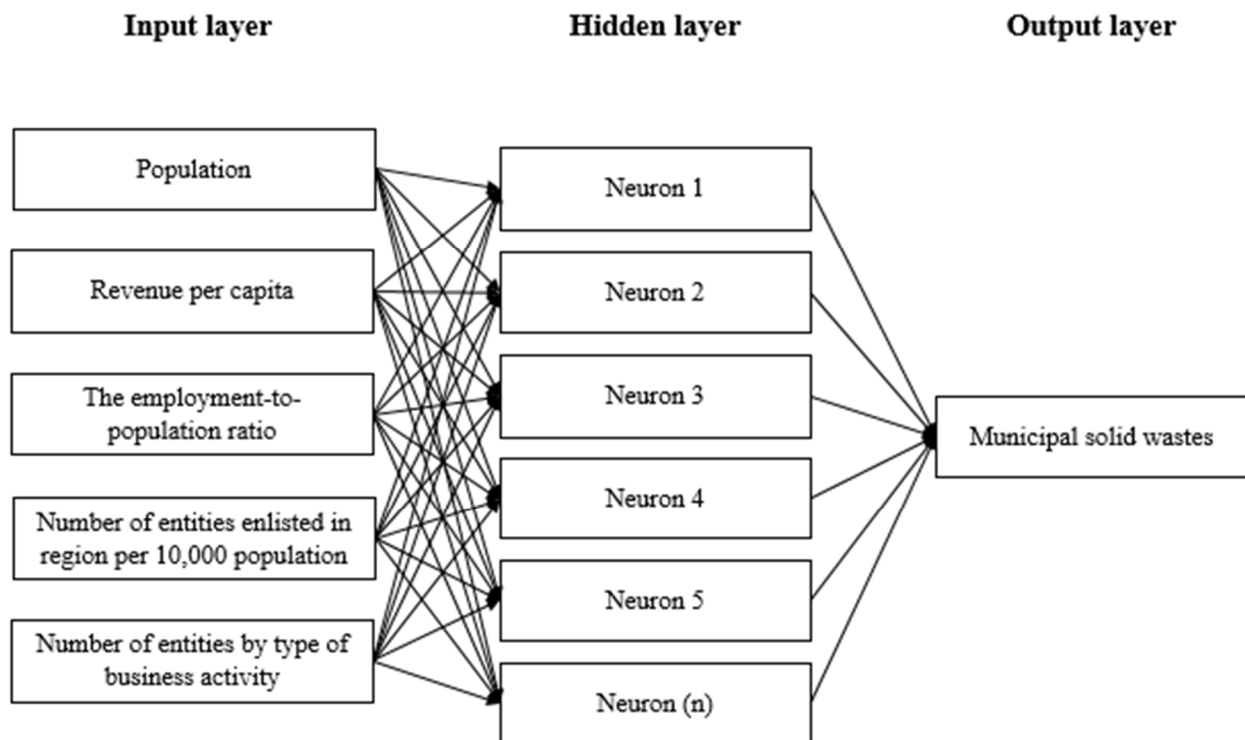 Input layer
Hidden layer
Output layer
Population
Revenue per capita
The employment-to-
population ratio
Number of entities enlisted in
region per 10,000 population
Number of entities by type of
business activity
Neuron 1
Neuron 2
Neuron 3
Neuron 4
Neuron 5
Neuron (n)
Municipal solid wastes